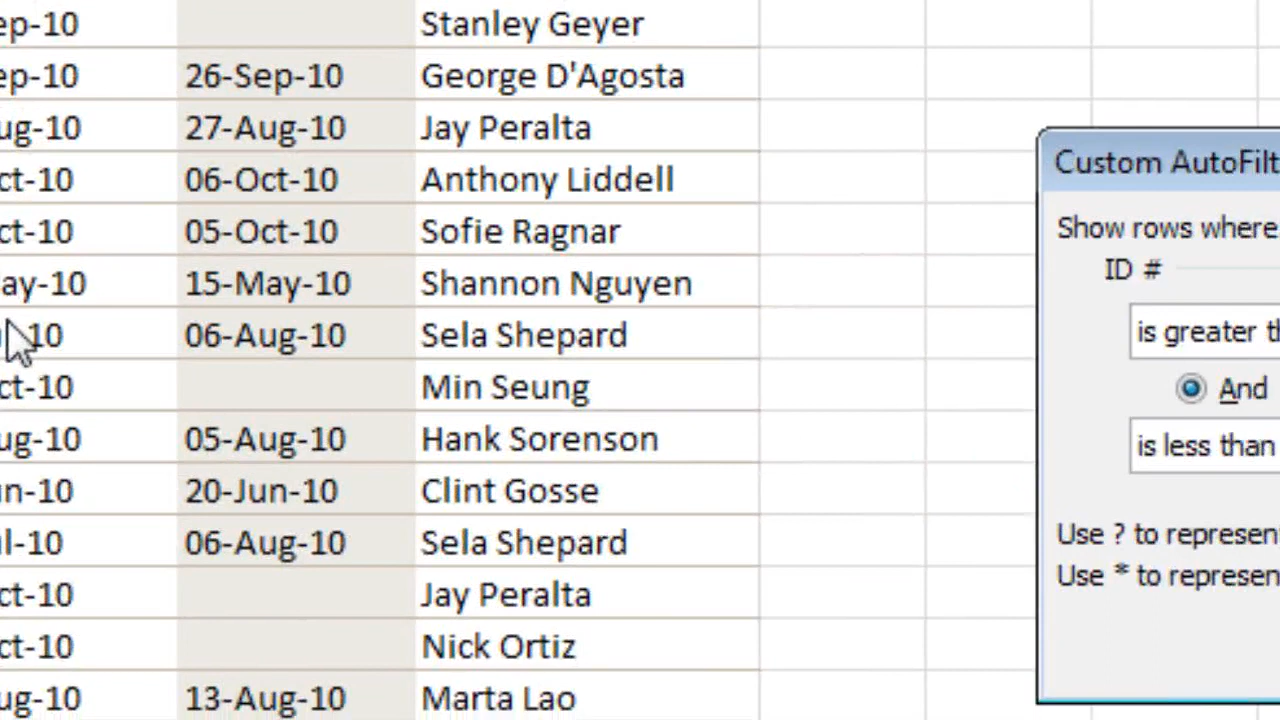 ep-10 Stanley Geyer
ep-10 26-Sep-10 George D'Agosta
ug-10 27-Aug-10 Jay Peralta
ct-10 06-Oct-10 Anthony Liddell
ct-10 05-Oct-10 Sofie Ragnar
ay-10 15-May-10 Shannon Nguyen
10 06-Aug-10 Sela Shepard
ct-10 Min Seung
ug-10 05-Aug-10 Hank Sorenson
un-10 20-Jun-10 Clint Gosse
ul-10 06-Aug-10 Sela Shepard
ct-10 Jay Peralta
ct-10 Nick Ortiz
ug-10 13-Aug-10 Marta Lao
Custom AutoFilt
Show rows where
ID #
is greater th
And
is less than
Use ? to represent
Use * to represen